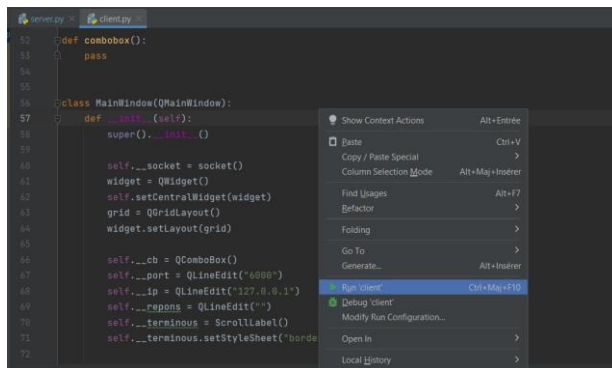 server.py
client.py
52 def combobox():
53 pass
54
55
56 class MainWindow(QMainWindow):
57 def __init__(self):
58 super().__init__()
59
60 self.__socket = socket()
61 widget = QWidget()
62 self.setCentralWidget(widget)
63 grid = QGridLayout()
64 widget.setLayout(grid)
65
66 self.__cb = QComboBox()
67 self.__port = QLineEdit("6000")
68 self.__ip = QLineEdit("127.0.0.1")
69 self.__repons = QLineEdit("")
70 self.__terminous = ScrollLabel()
71 self.__terminous.setStyleSheet("borde
72
Show Context Actions Alt+Entrée
Paste Ctrl+V
Copy / Paste Special
Column Selection Mode Alt+Maj+Insérer
Find Usages Alt+F7
Refactor
Folding
Go To
Generate... Alt+Insérer
Run 'client' Ctrl+Maj+F10
Debug 'client'
Modify Run Configuration...
Open In
Local History